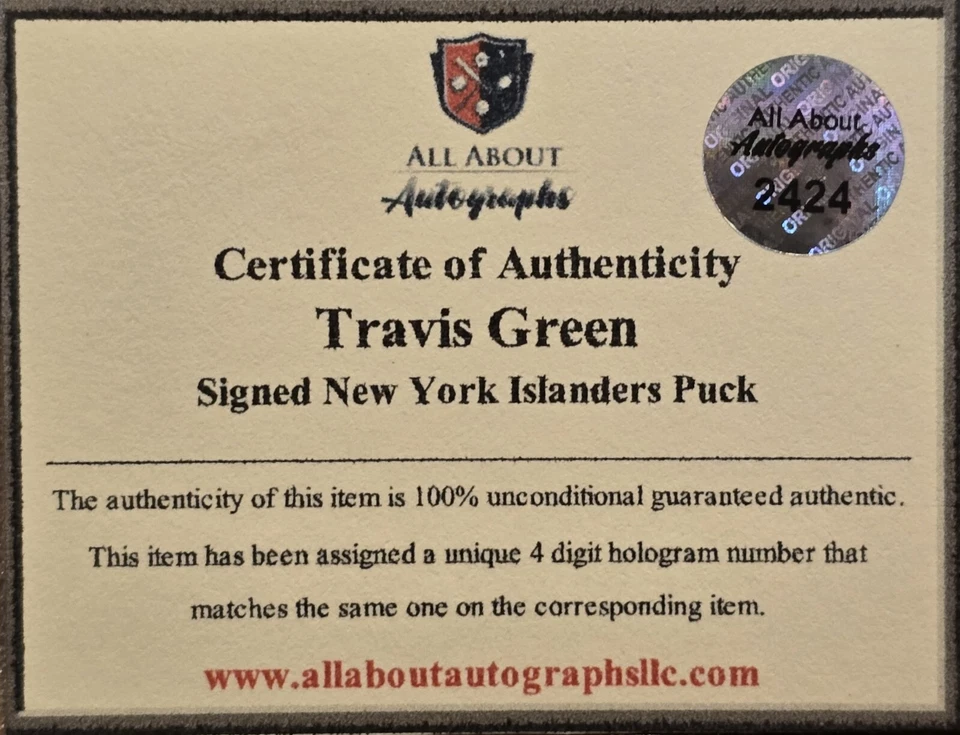 ALL ABOUT
Autographs
All About
Autographs
2424
Certificate of Authenticity
Travis Green
Signed New York Islanders Puck
The authenticity of this item is 100% unconditional guaranteed authentic.
This item has been assigned a unique 4 digit hologram number that
matches the same one on the corresponding item.
www.allaboutautographsllc.com